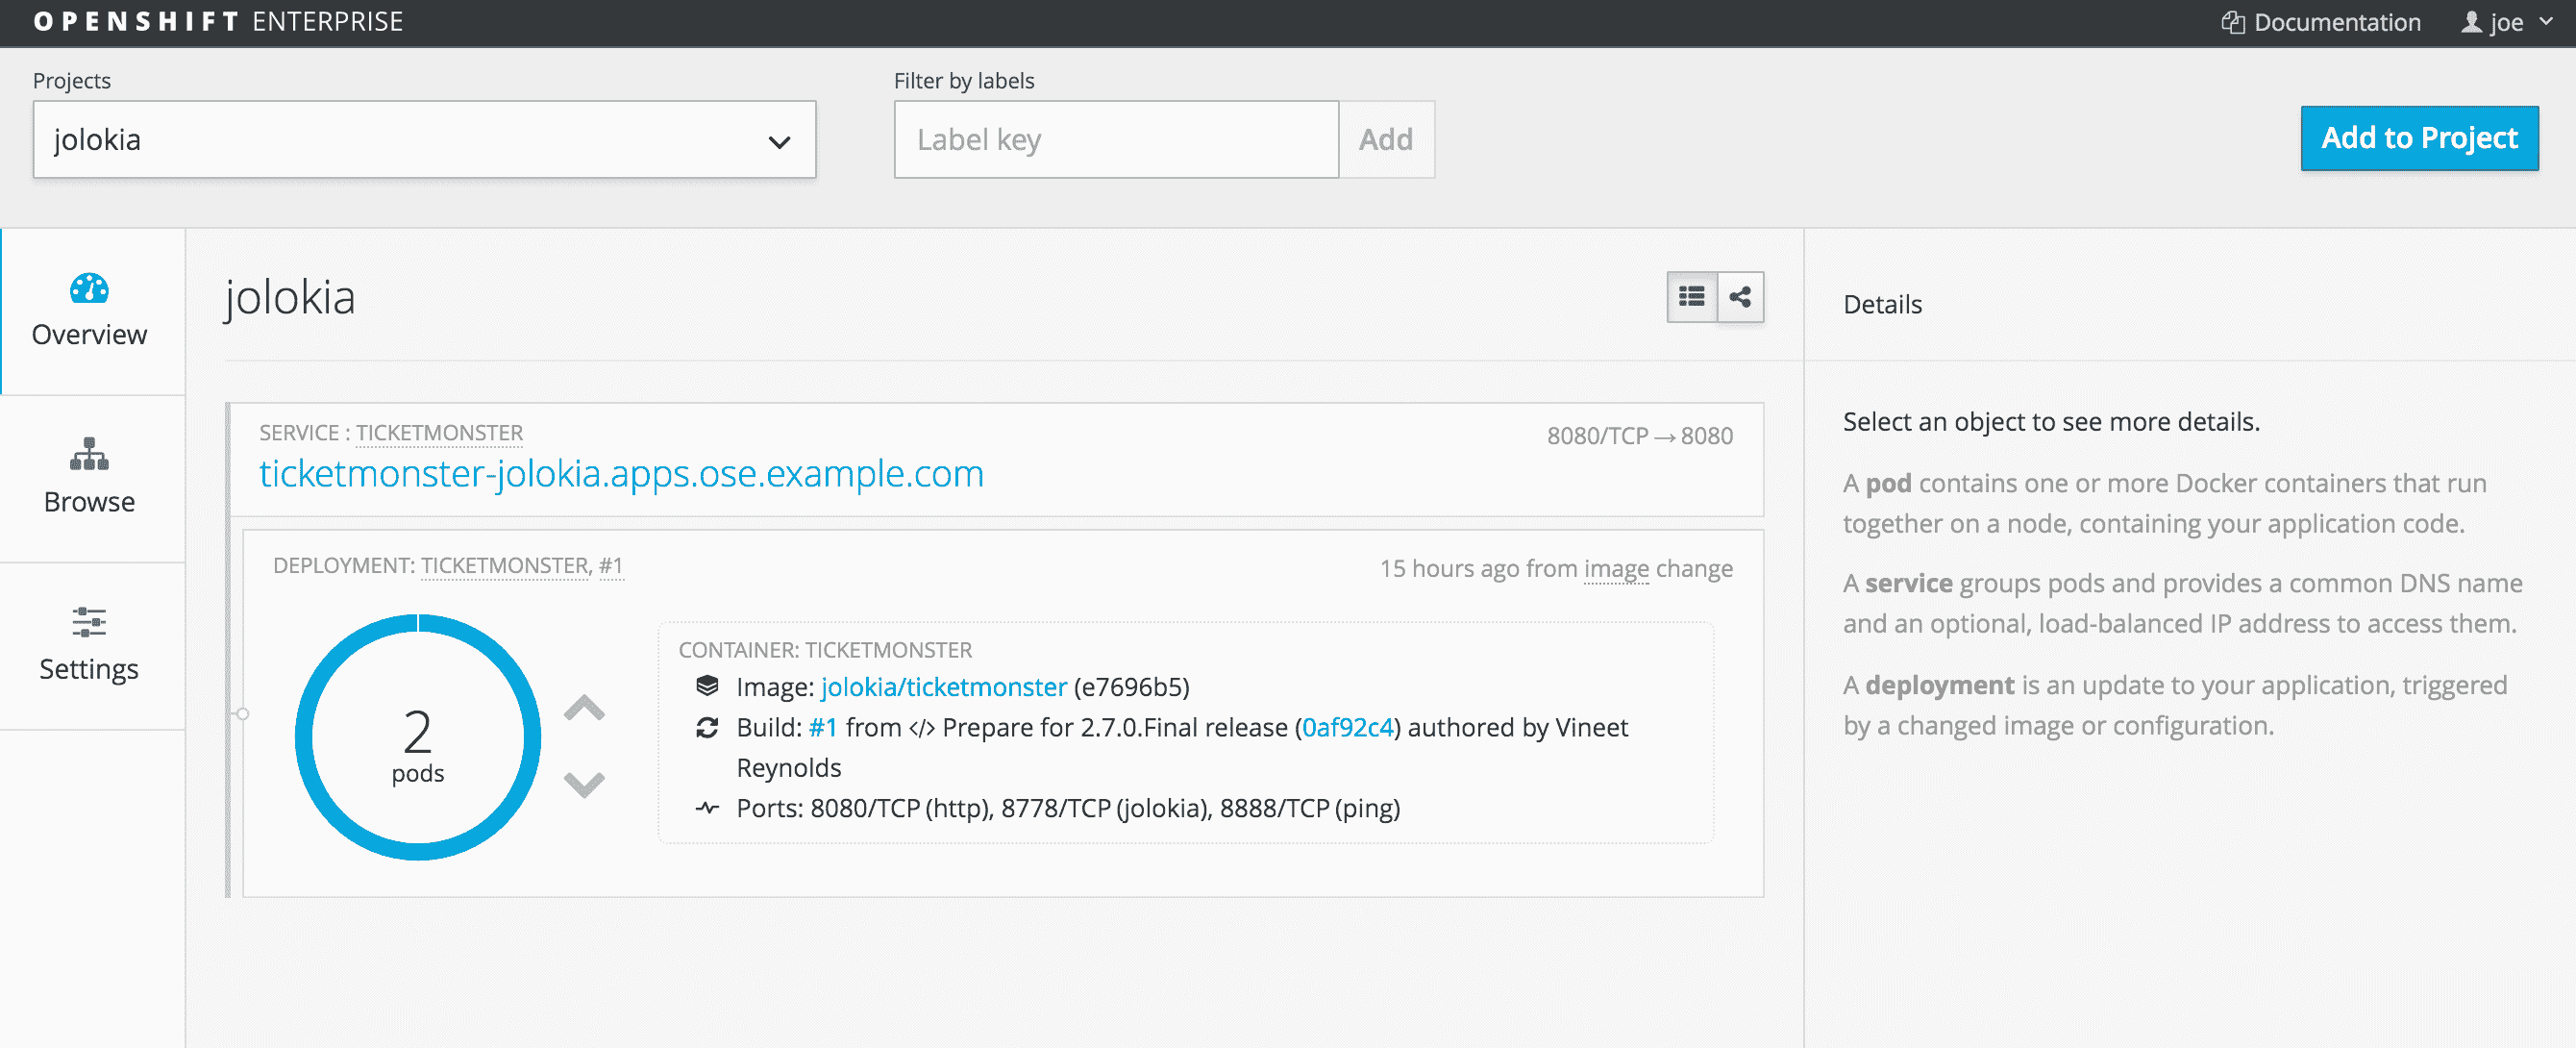 OPENSHIFT ENTERPRISE
Documentation
joe
Projects
Filter by labels
jolokia
Label key
Add
Add to Project
Overview
Browse
Settings
jolokia
SERVICE : TICKETMONSTER
8080/TCP → 8080
ticketmonster-jolokia.apps.ose.example.com
DEPLOYMENT: TICKETMONSTER, #1
15 hours ago from image change
2
pods
CONTAINER: TICKETMONSTER
Image: jolokia/ticketmonster (e7696b5)
Build: #1 from </> Prepare for 2.7.0.Final release (0af92c4) authored by Vineet
Reynolds
Ports: 8080/TCP (http), 8778/TCP (jolokia), 8888/TCP (ping)
Details
Select an object to see more details.
A pod contains one or more Docker containers that run
together on a node, containing your application code.
A service groups pods and provides a common DNS name
and an optional, load-balanced IP address to access them.
A deployment is an update to your application, triggered
by a changed image or configuration.